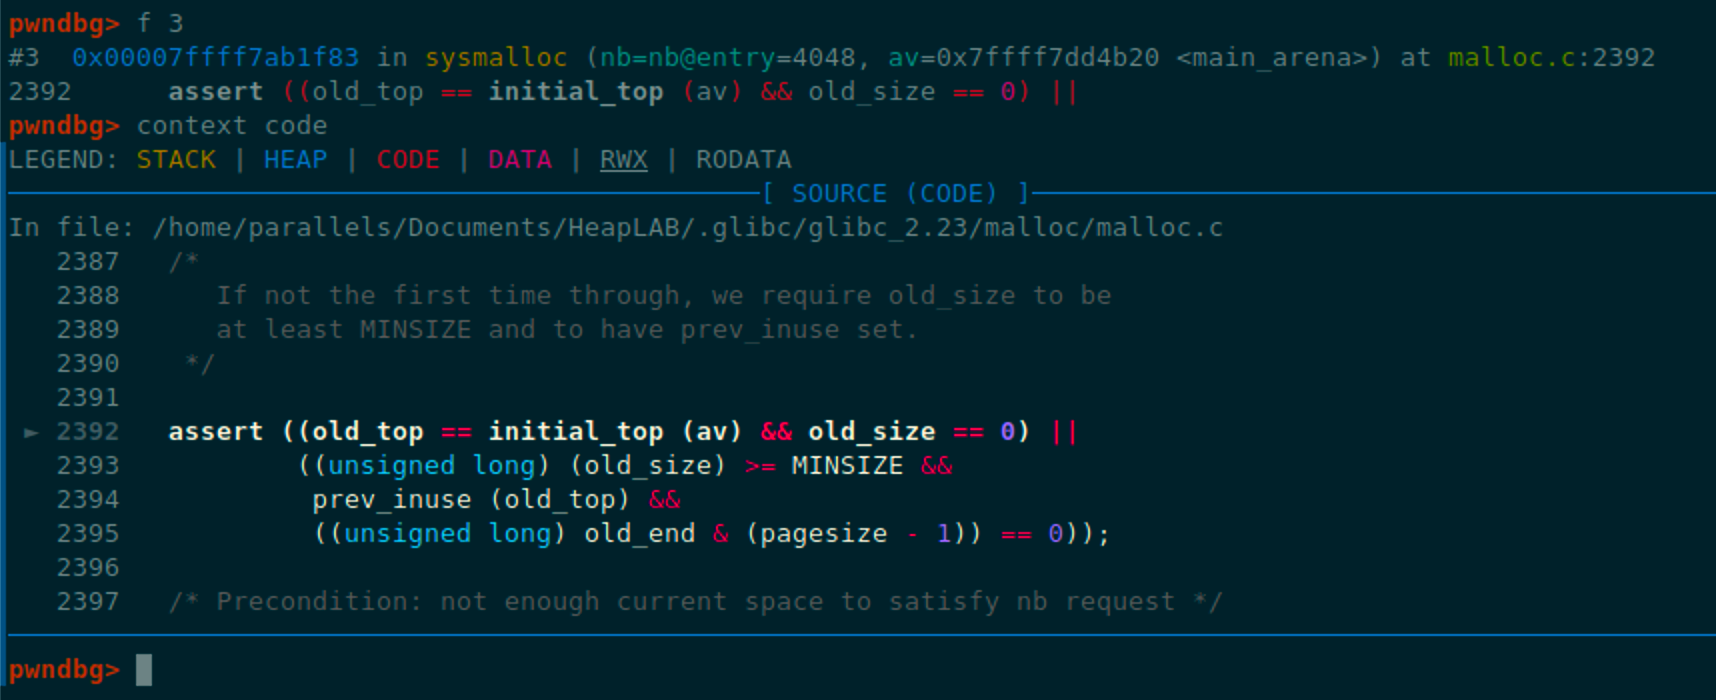 pwndbg> f 3
#3  0x00007ffff7ab1f83 in sysmalloc (nb=nb@entry=4048, av=0x7ffff7dd4b20 <main_arena>) at malloc.c:2392
2392      assert ((old_top == initial_top (av) && old_size == 0) ||
pwndbg> context code
LEGEND: STACK | HEAP | CODE | DATA | RWX | RODATA
[ SOURCE (CODE) ]
In file: /home/parallels/Documents/HeapLAB/.glibc/glibc_2.23/malloc/malloc.c
   2387   /*
   2388      If not the first time through, we require old_size to be
   2389      at least MINSIZE and to have prev_inuse set.
   2390    */
   2391
 ► 2392   assert ((old_top == initial_top (av) && old_size == 0) ||
   2393           ((unsigned long) (old_size) >= MINSIZE &&
   2394            prev_inuse (old_top) &&
   2395            ((unsigned long) old_end & (pagesize - 1)) == 0));
   2396
   2397   /* Precondition: not enough current space to satisfy nb request */
pwndbg>